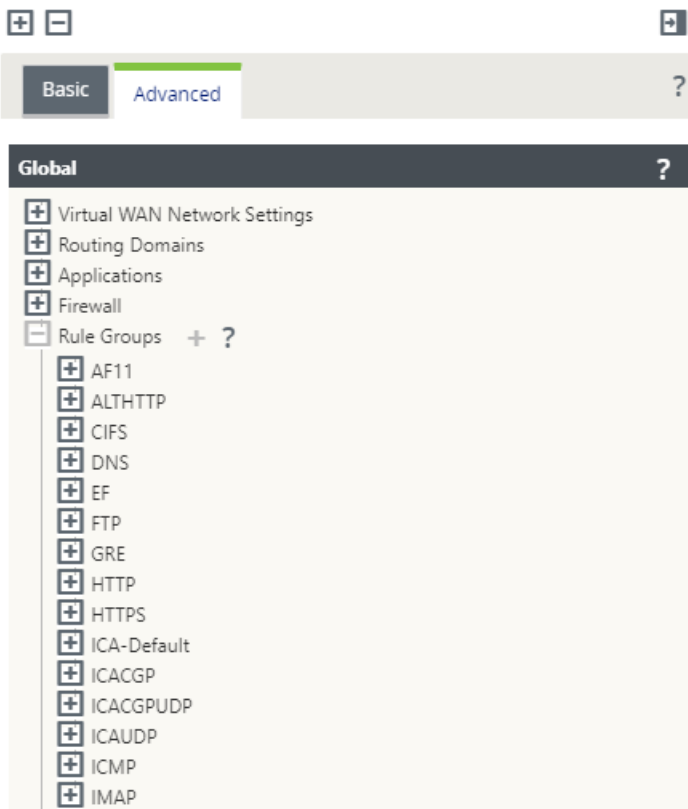 Basic
Advanced
?
Global
?
Virtual WAN Network Settings
Routing Domains
Applications
Firewall
Rule Groups + ?
AF11
ALTHTTP
CIFS
DNS
EF
FTP
GRE
HTTP
HTTPS
ICA-Default
ICACGP
ICACGPUDP
ICAUDP
ICMP
IMAP